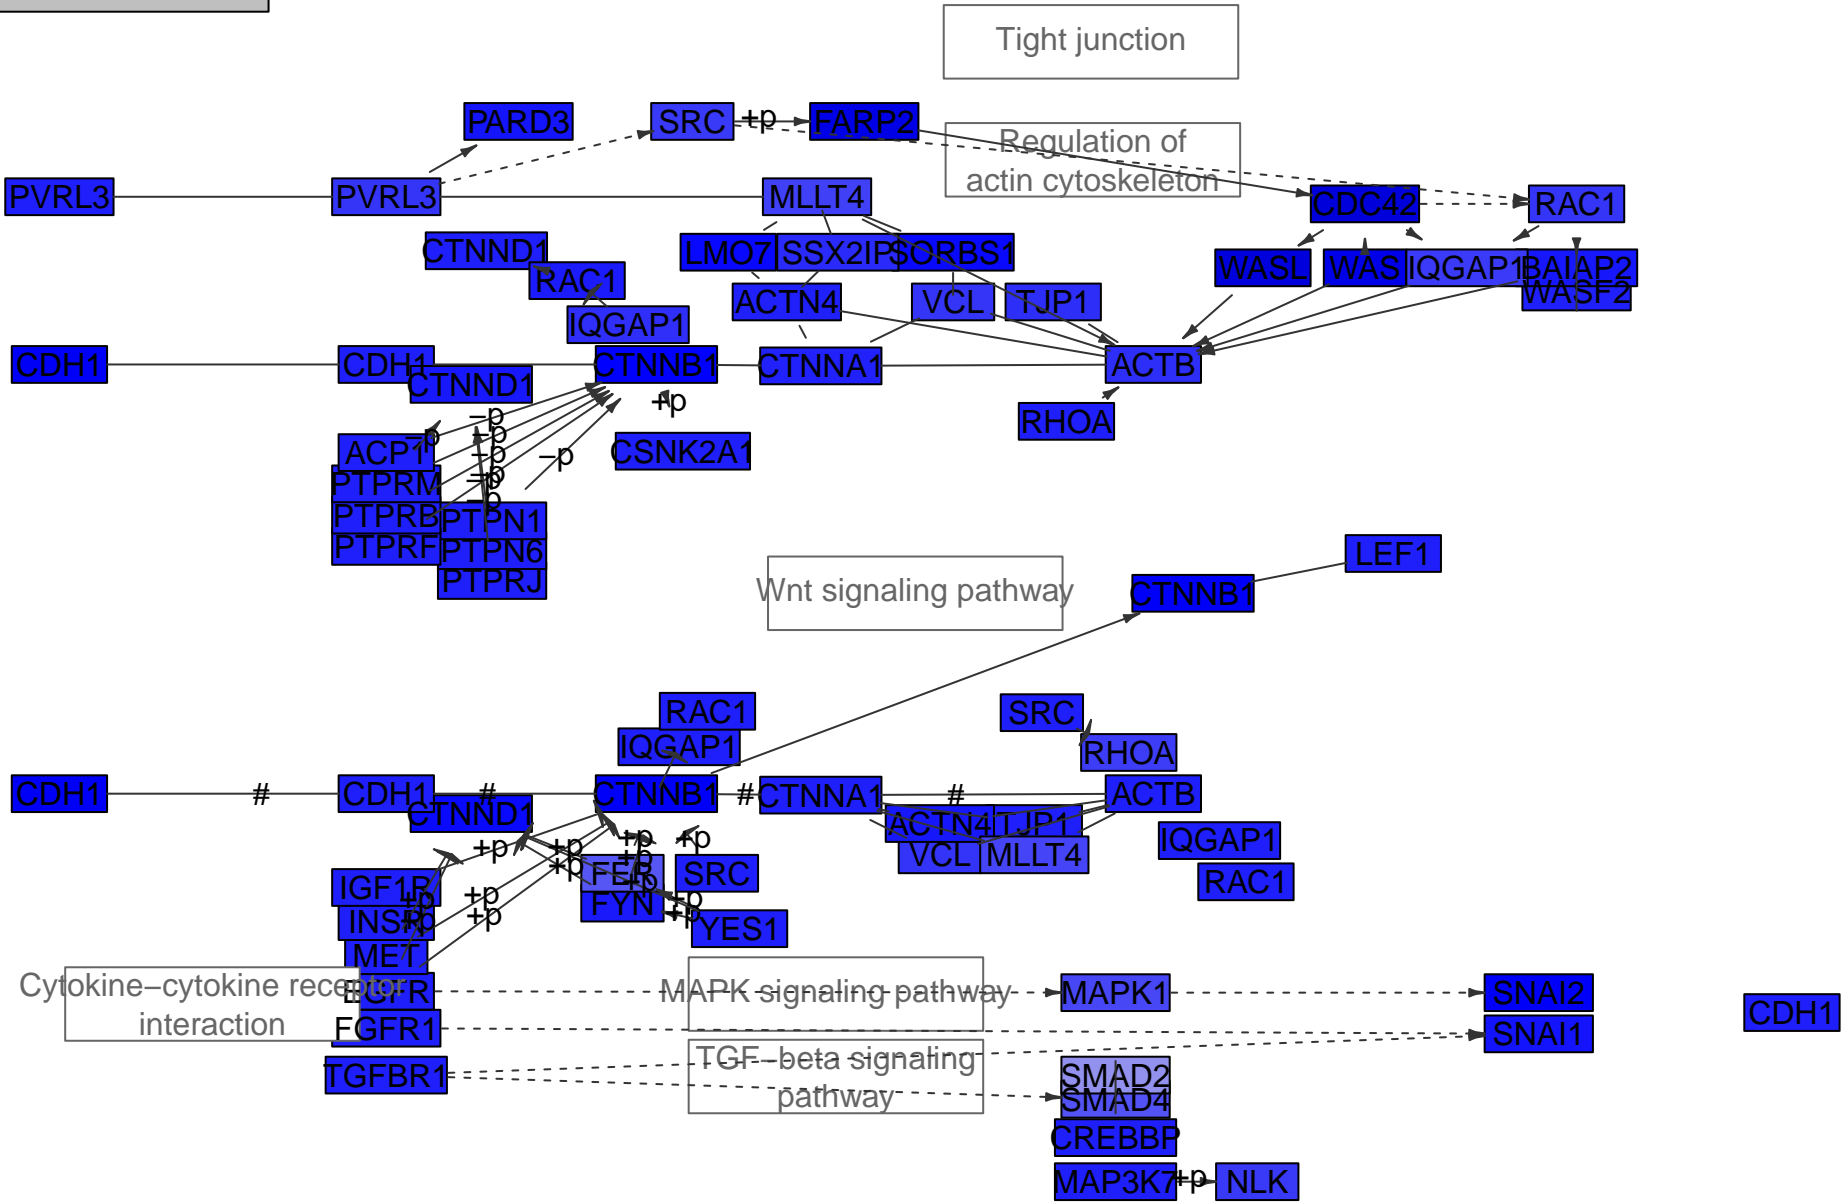 Tight junction
PARD3
SRC
+p
FARP2
Regulation of
actin cytoskeleton
PVRL3
PVRL3
MLLT4
CDC42
RAC1
CTNND1
LMO7
SSX2IP
SORBS1
WASL
WAS
IQGAP1
BAIAP2
RAC1
WASF2
ACTN4
VCL
TJP1
IQGAP1
CDH1
CDH1
CTNNB1
CTNNA1
ACTB
CTNND1
+p
RHOA
−p
−p
−p
ACP1
−p
−p
CSNK2A1
PTPRM
−p
−p
−p
PTPRB
PTPN1
PTPRF
PTPN6
LEF1
PTPRJ
Wnt signaling pathway
CTNNB1
RAC1
SRC
IQGAP1
RHOA
CDH1
#
CDH1
#
CTNNB1
#
CTNNA1
#
ACTB
CTNND1
ACTN4
TJP1
+p
+p
+p
+p
IQGAP1
+p
+p
VCL
MLLT4
FER
SRC
IGF1R
+p
+p
+p
+p
RAC1
FYN
INSR
+p
+p
+p
YES1
MET
Cytokine−cytokine receptor
interaction
EGFR
MAPK signaling pathway
MAPK1
SNAI2
CDH1
FGFR1
SNAI1
TGF−beta signaling
pathway
TGFBR1
SMAD2
SMAD4
CREBBP
MAP3K7
+p
NLK